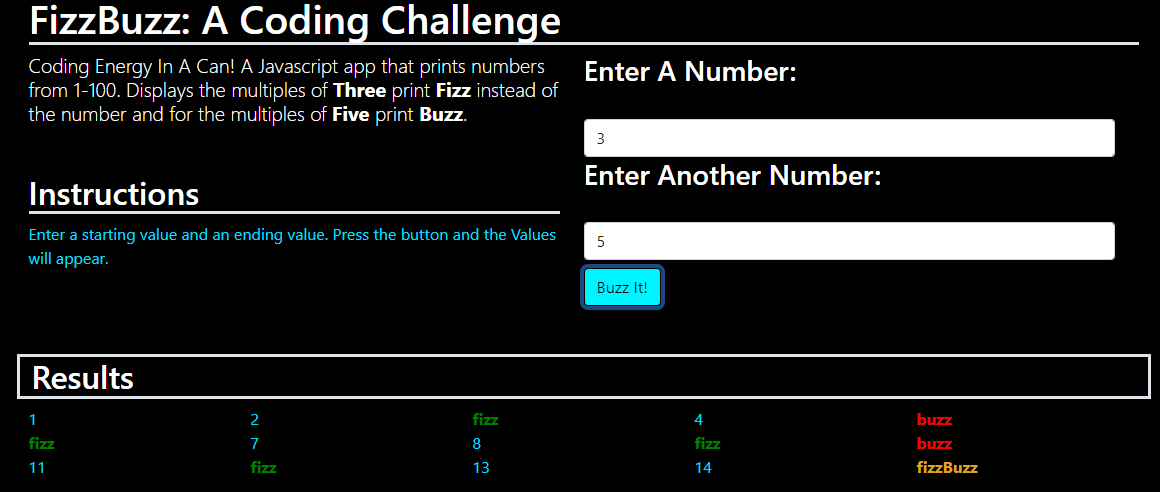 FizzBuzz: A Coding Challenge
Coding Energy In A Can! A Javascript app that prints numbers
from 1-100. Displays the multiples of Three print Fizz instead of
the number and for the multiples of Five print Buzz.
Instructions
Enter a starting value and an ending value. Press the button and the Values
will appear.
Enter A Number:
3
Enter Another Number:
5
Buzz It!
Results
1 2 fizz 4 buzz
fizz 7 8 fizz buzz
11 fizz 13 14 fizzBuzz